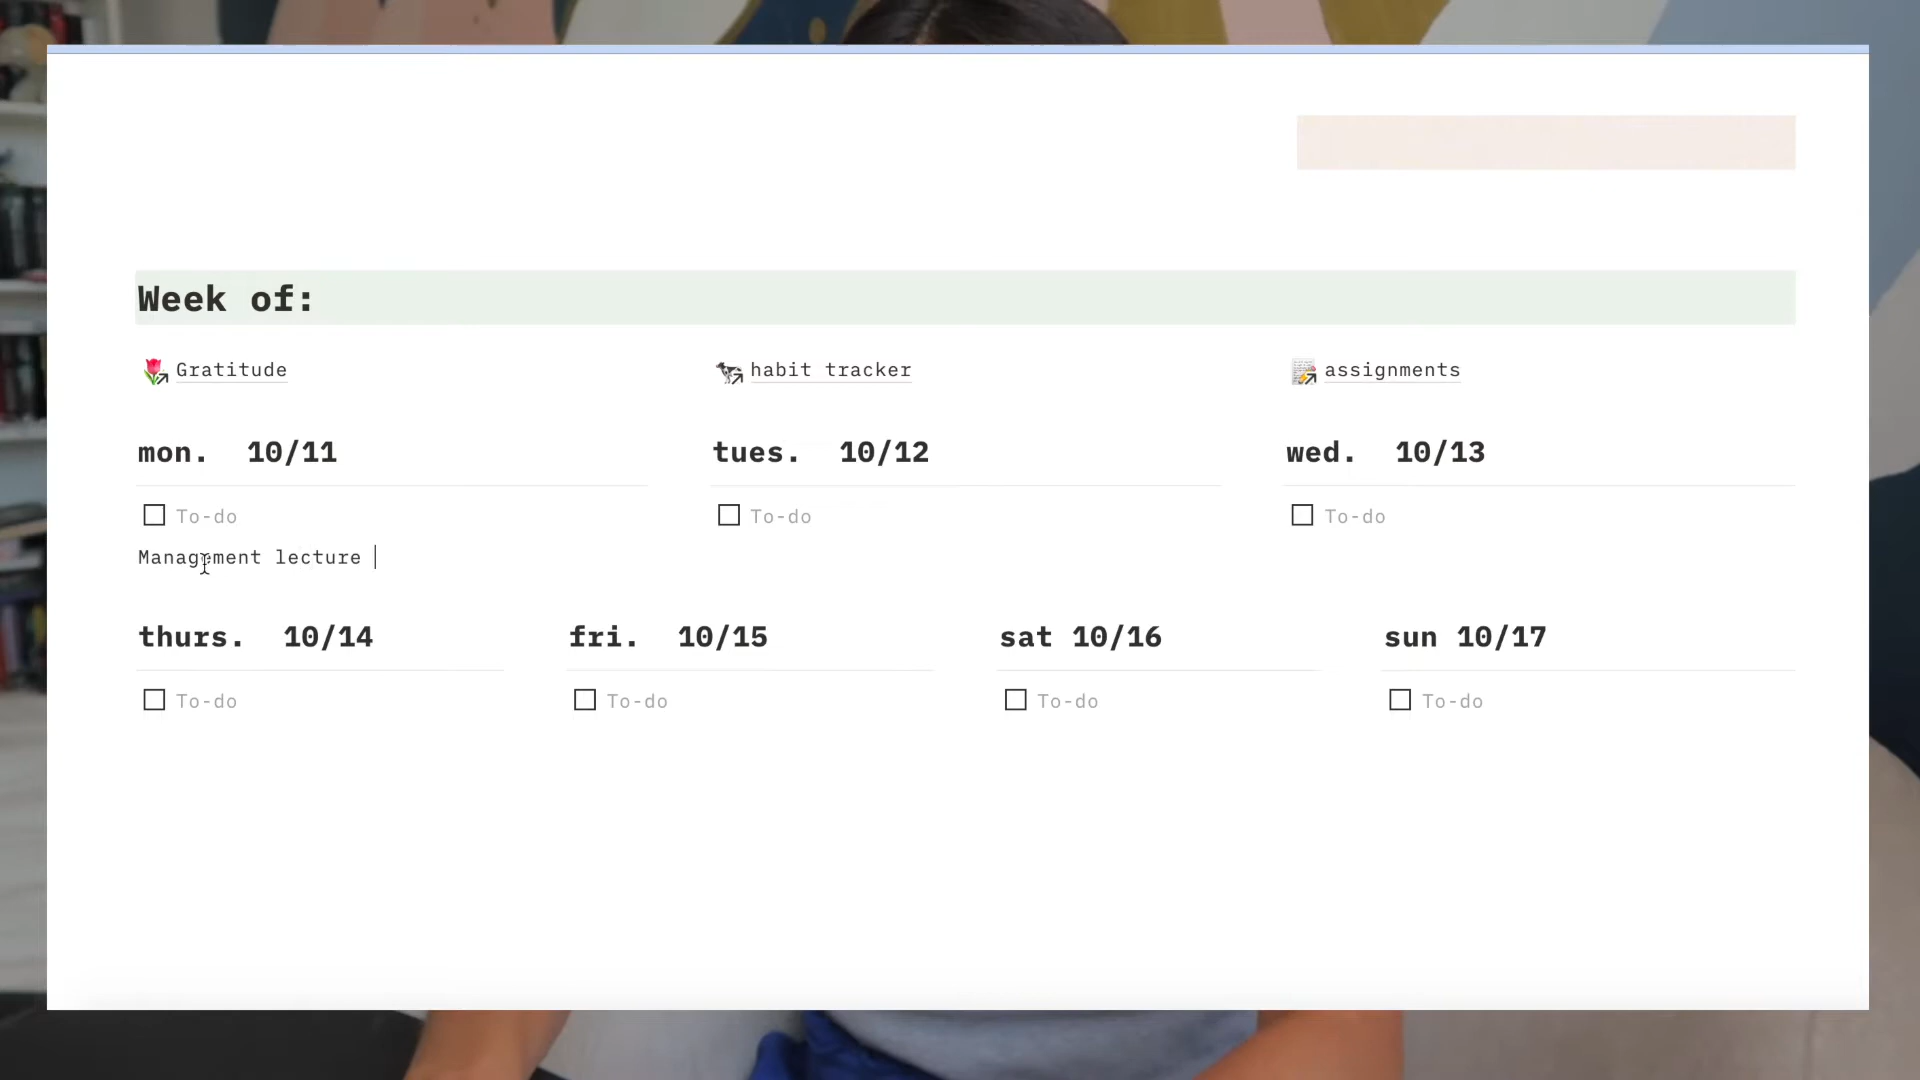 Week of:
Gratitude
habit tracker
assignments
mon. 10/11
tues. 10/12
wed. 10/13
To-do
To-do
To-do
Management lecture
thurs. 10/14
fri. 10/15
sat 10/16
sun 10/17
To-do
To-do
To-do
To-do